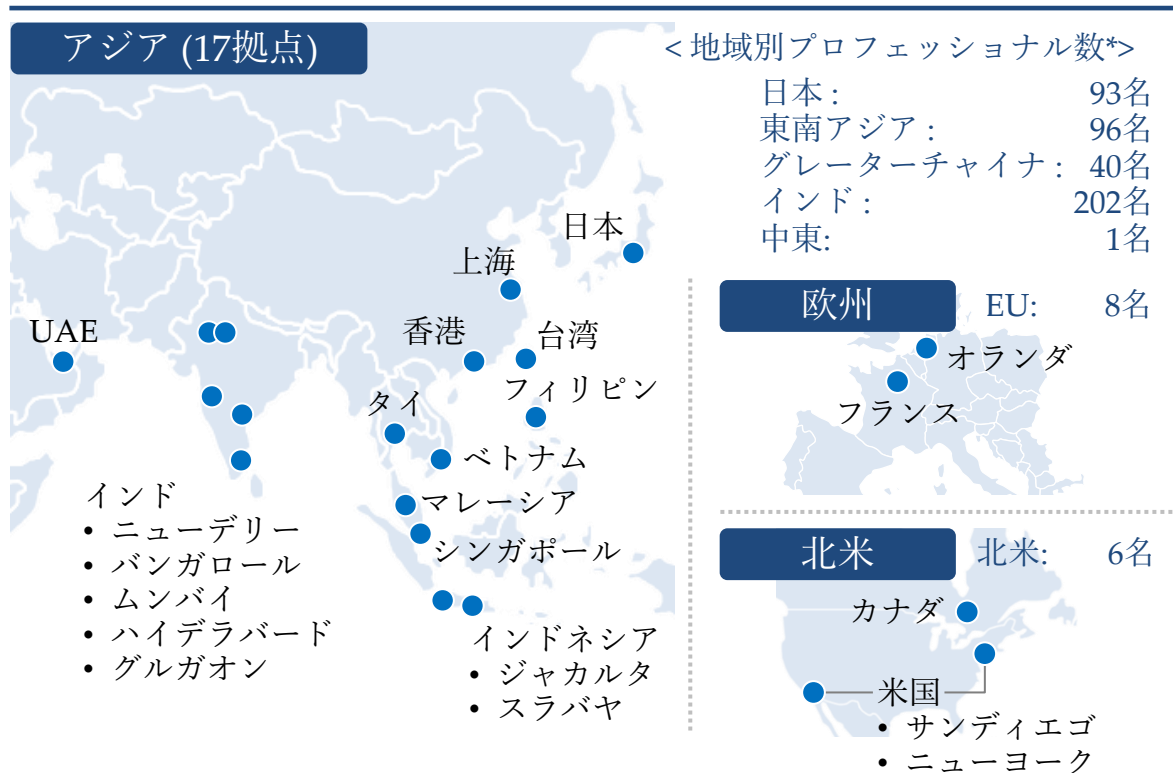 アジア (17拠点)
<地域別プロフェッショナル数*>
日本 : 93名
東南アジア : 96名
グレーターチャイナ : 40名
インド : 202名
中東: 1名
日本
上海
UAE
香港
台湾
フィリピン
タイ
ベトナム
マレーシア
シンガポール
インド
• ニューデリー
• バンガロール
• ムンバイ
• ハイデラバード
• グルガオン
インドネシア
• ジャカルタ
• スラバヤ
欧州 EU: 8名
オランダ
フランス
北米 北米: 6名
カナダ
米国
• サンディエゴ
• ニューヨーク